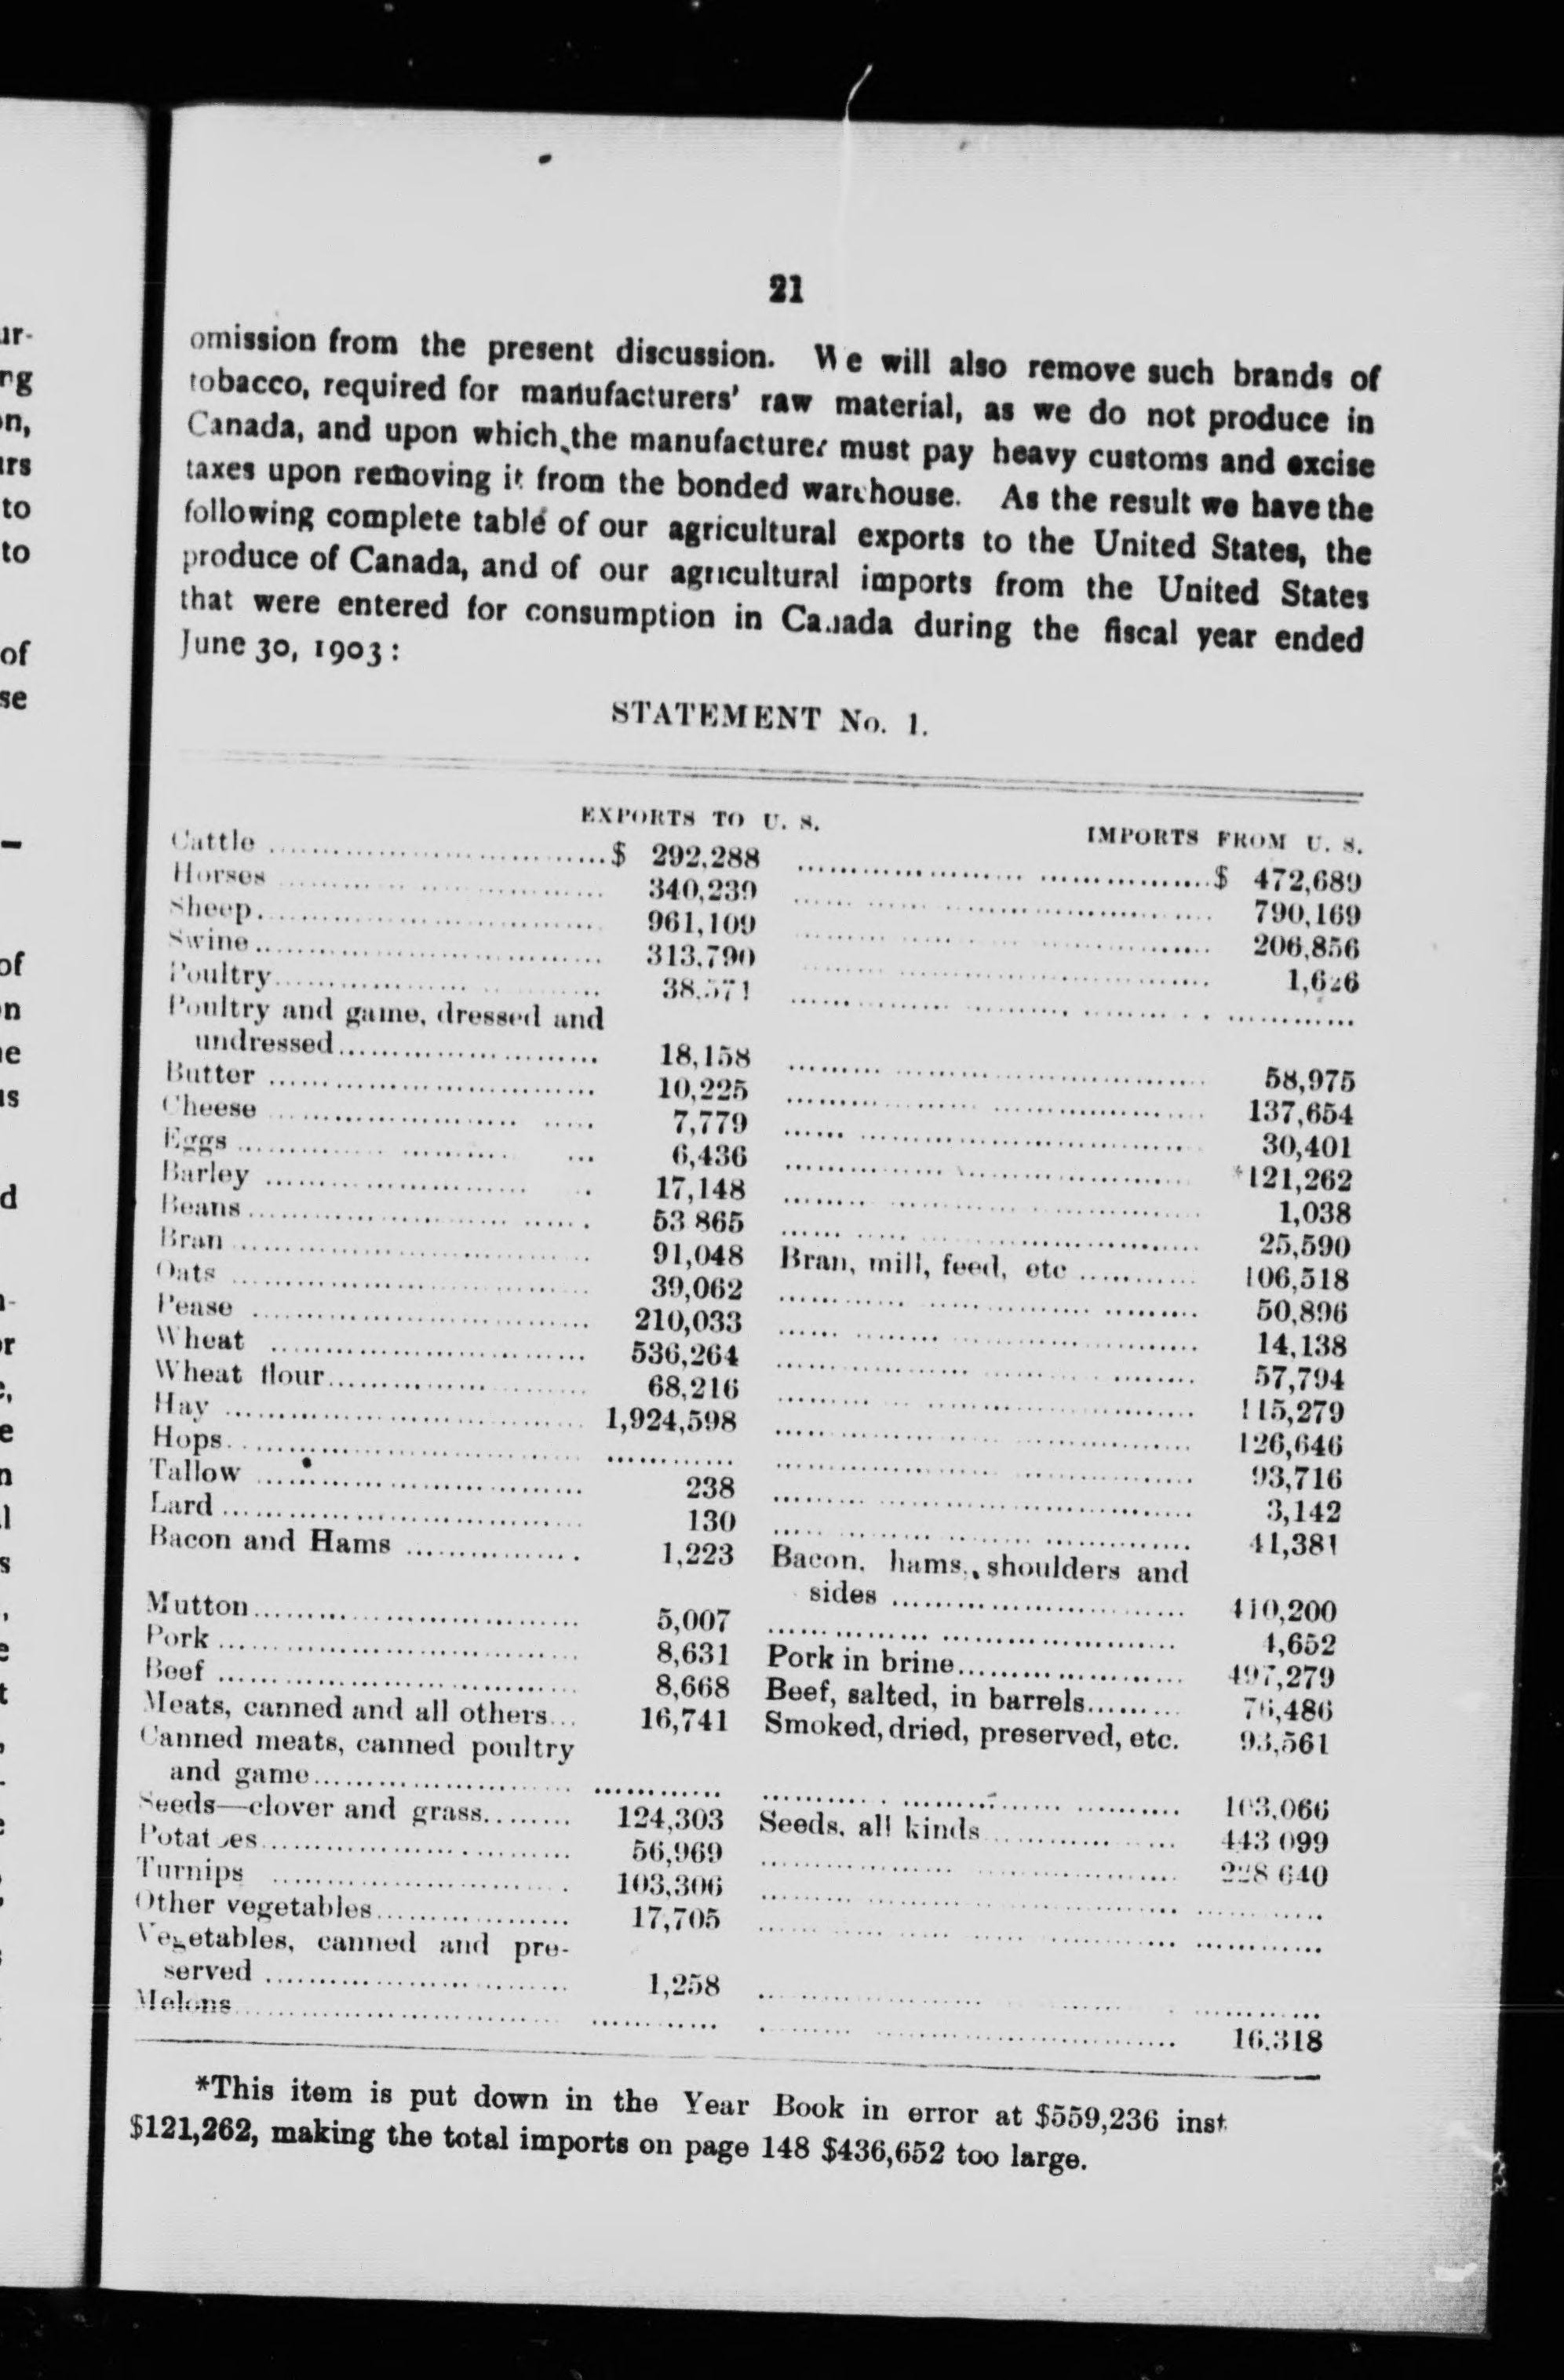 21
omission from the present discussion. We will also remove such brands of
tobacco, required for manufacturers' raw material, as we do not produce in
Canada, and upon which the manufacturer must pay heavy customs and excise
taxes upon removing it from the bonded warehouse. As the result we have the
following complete table of our agricultural exports to the United States, the
produce of Canada, and of our agricultural imports from the United States
that were entered for consumption in Canada during the fiscal year ended
June 30, 1903:
STATEMENT No. 1.
EXPORTS TO U. S. IMPORTS FROM U. S.
Cattle ..............................$ 292,288 ..............................$ 472,689
Horses .............................. 340,239 .............................. 790,169
Sheep.............................. 961,109 .............................. 206,856
Swine.............................. 313,790 .............................. 1,626
Poultry.............................. 38,571 .............................. ............
Poultry and game, dressed and
undressed........................ 18,158 .............................. 58,975
Butter .............................. 10,225 .............................. 137,654
Cheese .............................. 7,779 .............................. 30,401
Eggs .............................. 6,436 .............................. *121,262
Barley .............................. 17,148 .............................. 1,038
Beans.............................. 53 865 .............................. 25,590
Bran .............................. 91,048 Bran, mill, feed, etc ............ 106,518
Oats .............................. 39,062 .............................. 50,896
Pease .............................. 210,033 .............................. 14,138
Wheat .............................. 536,264 .............................. 57,794
Wheat flour........................ 68,216 .............................. 115,279
Hay .............................. 1,924,598 .............................. 126,646
Hops.............................. ............ .............................. 93,716
Tallow .............................. 238 .............................. 3,142
Lard .............................. 130 .............................. 41,381
Bacon and Hams ................ 1,223 Bacon, hams, shoulders and
sides ........................... 410,200
Mutton.............................. 5,007 .............................. 4,652
Pork .............................. 8,631 Pork in brine..................... 497,279
Beef .............................. 8,668 Beef, salted, in barrels......... 76,486
Meats, canned and all others... 16,741 Smoked, dried, preserved, etc. 93,561
Canned meats, canned poultry
and game........................ ............ .............................. 103,066
Seeds—clover and grass......... 124,303 Seeds, all kinds.................. 443 099
Potatoes.............................. 56,969 .............................. 228 640
Turnips .............................. 103,306 .............................. ............
Other vegetables.................. 17,705 .............................. ............
Vegetables, canned and pre-
served ........................... 1,258 .............................. ............
Melons.............................. ............ .............................. 16,318
*This item is put down in the Year Book in error at $559,236 inst
$121,262, making the total imports on page 148 $436,652 too large.